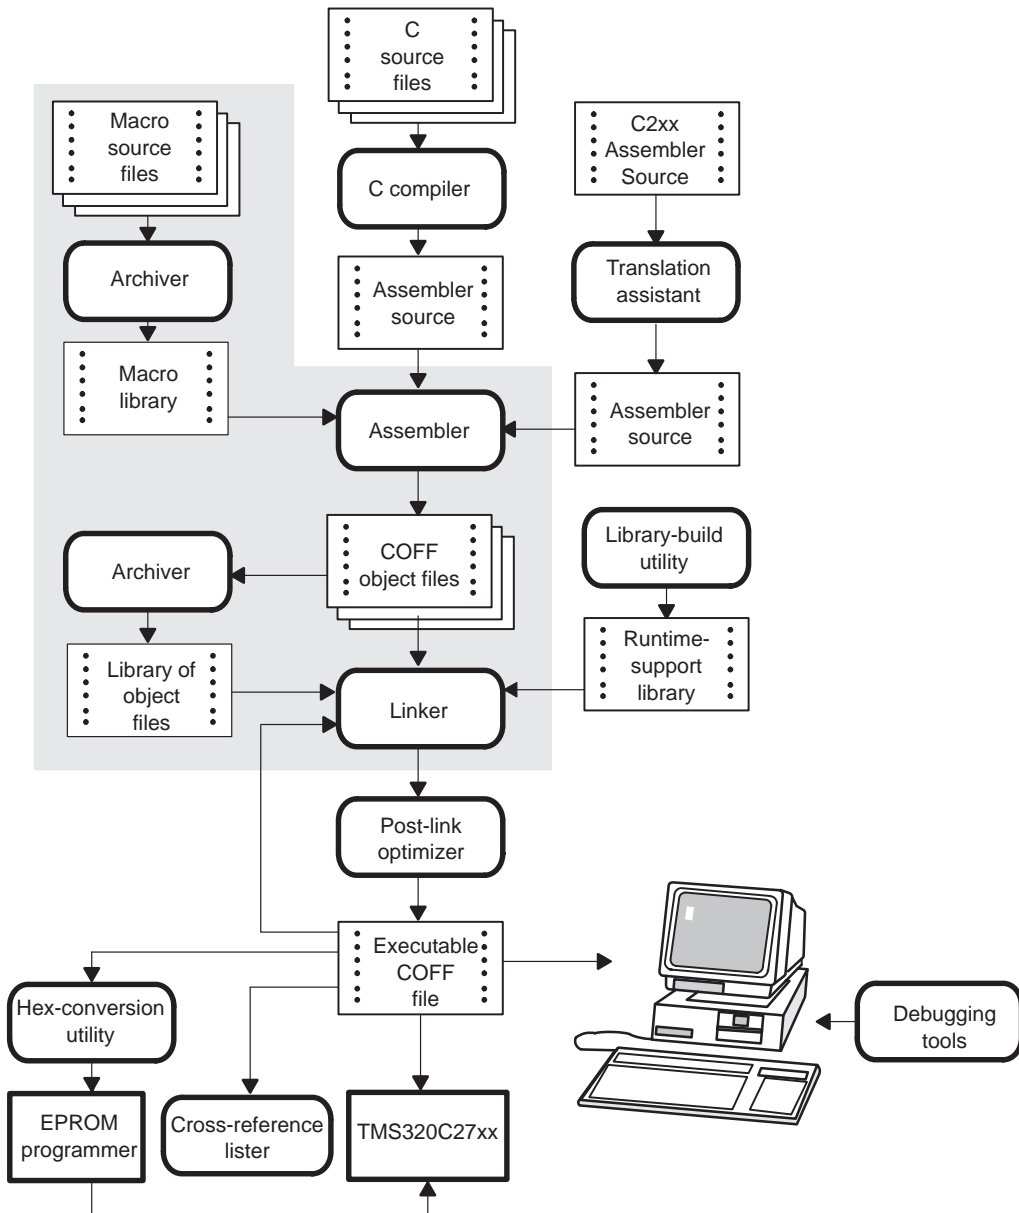 C
source
files
Macro
source
files
C2xx
Assembler
Source
C compiler
Archiver
Translation
assistant
Assembler
source
Macro
library
Assembler
Assembler
source
COFF
object files
Library-build
utility
Archiver
Runtime-
support
library
Library of
object
files
Linker
Post-link
optimizer
Executable
COFF
file
Hex-conversion
utility
Debugging
tools
EPROM
programmer
Cross-reference
lister
TMS320C27xx